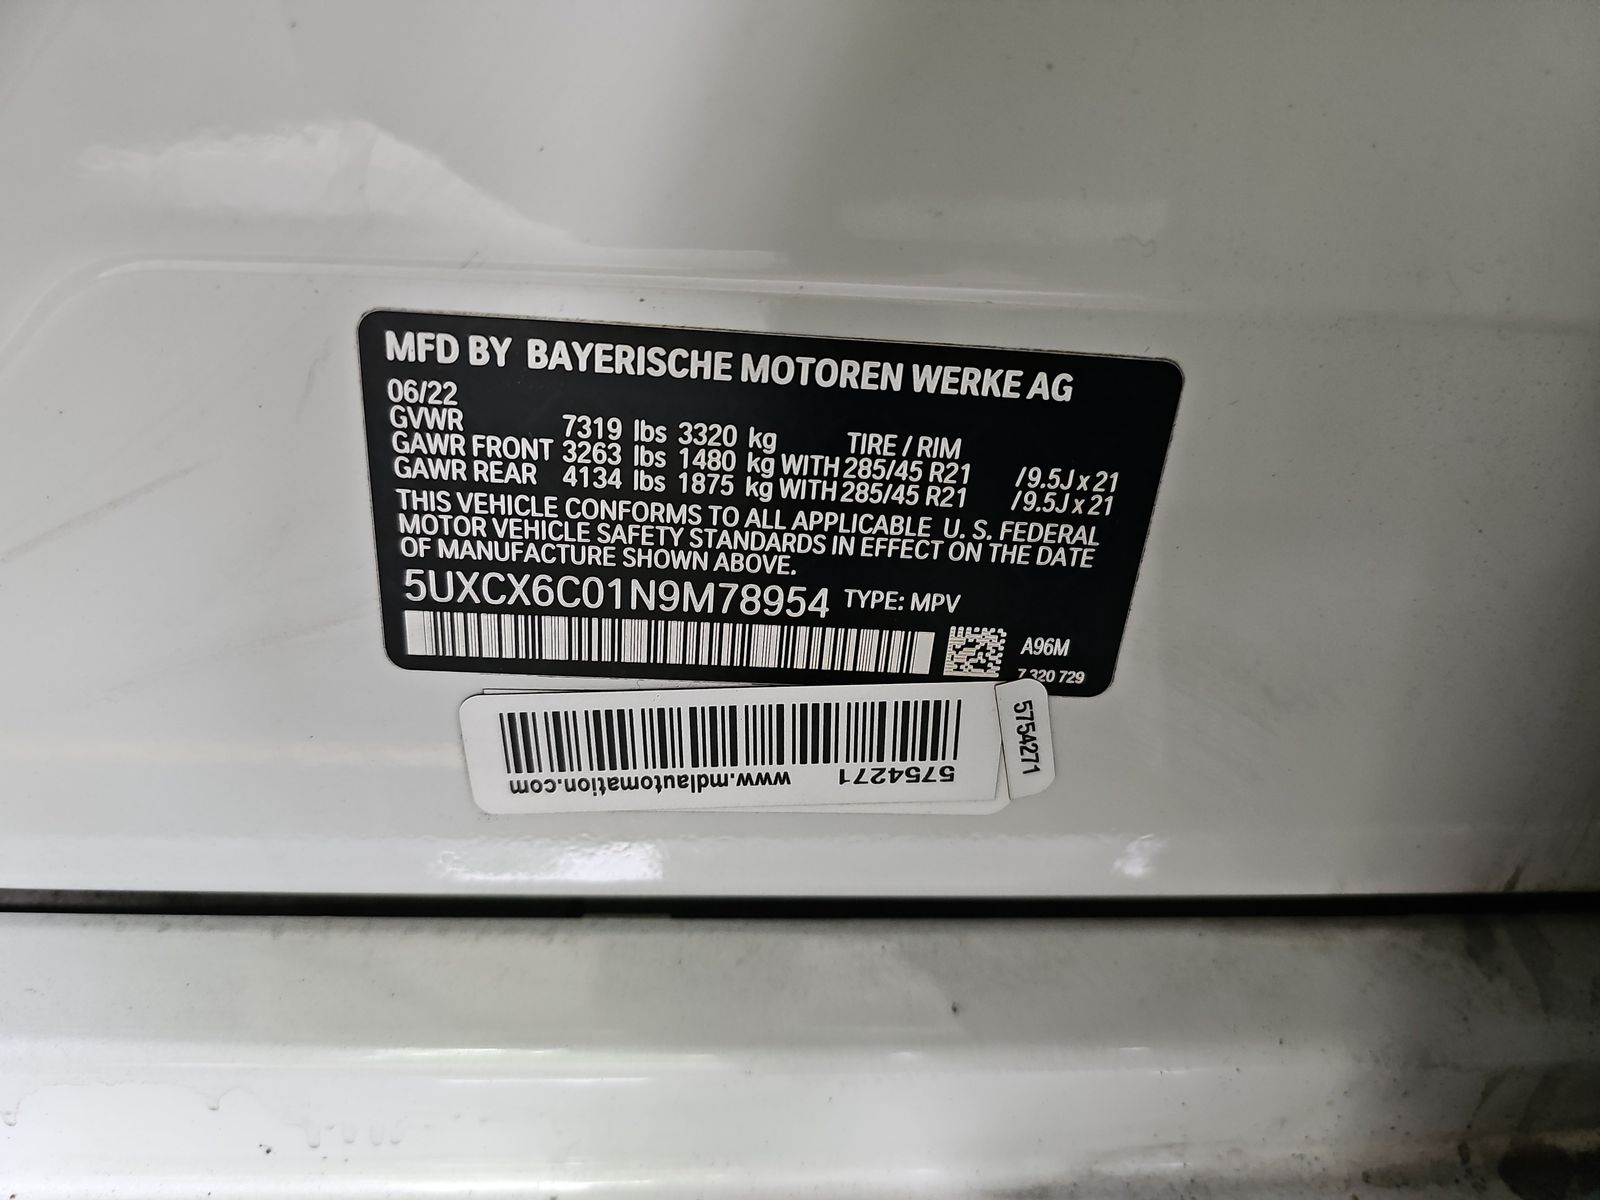 MFD BY BAYERISCHE MOTOREN WERKE AG
06/22
GVWR 7319 lbs 3320 kg TIRE / RIM
GAWR FRONT 3263 lbs 1480 kg WITH 285/45 R21 /9.5J x 21
GAWR REAR 4134 lbs 1875 kg WITH 285/45 R21 /9.5J x 21
THIS VEHICLE CONFORMS TO ALL APPLICABLE U. S. FEDERAL
MOTOR VEHICLE SAFETY STANDARDS IN EFFECT ON THE DATE
OF MANUFACTURE SHOWN ABOVE.
5UXCX6C01N9M78954 TYPE: MPV
A96M
7 320 729
5754271 www.mdlautomation.com
5754271